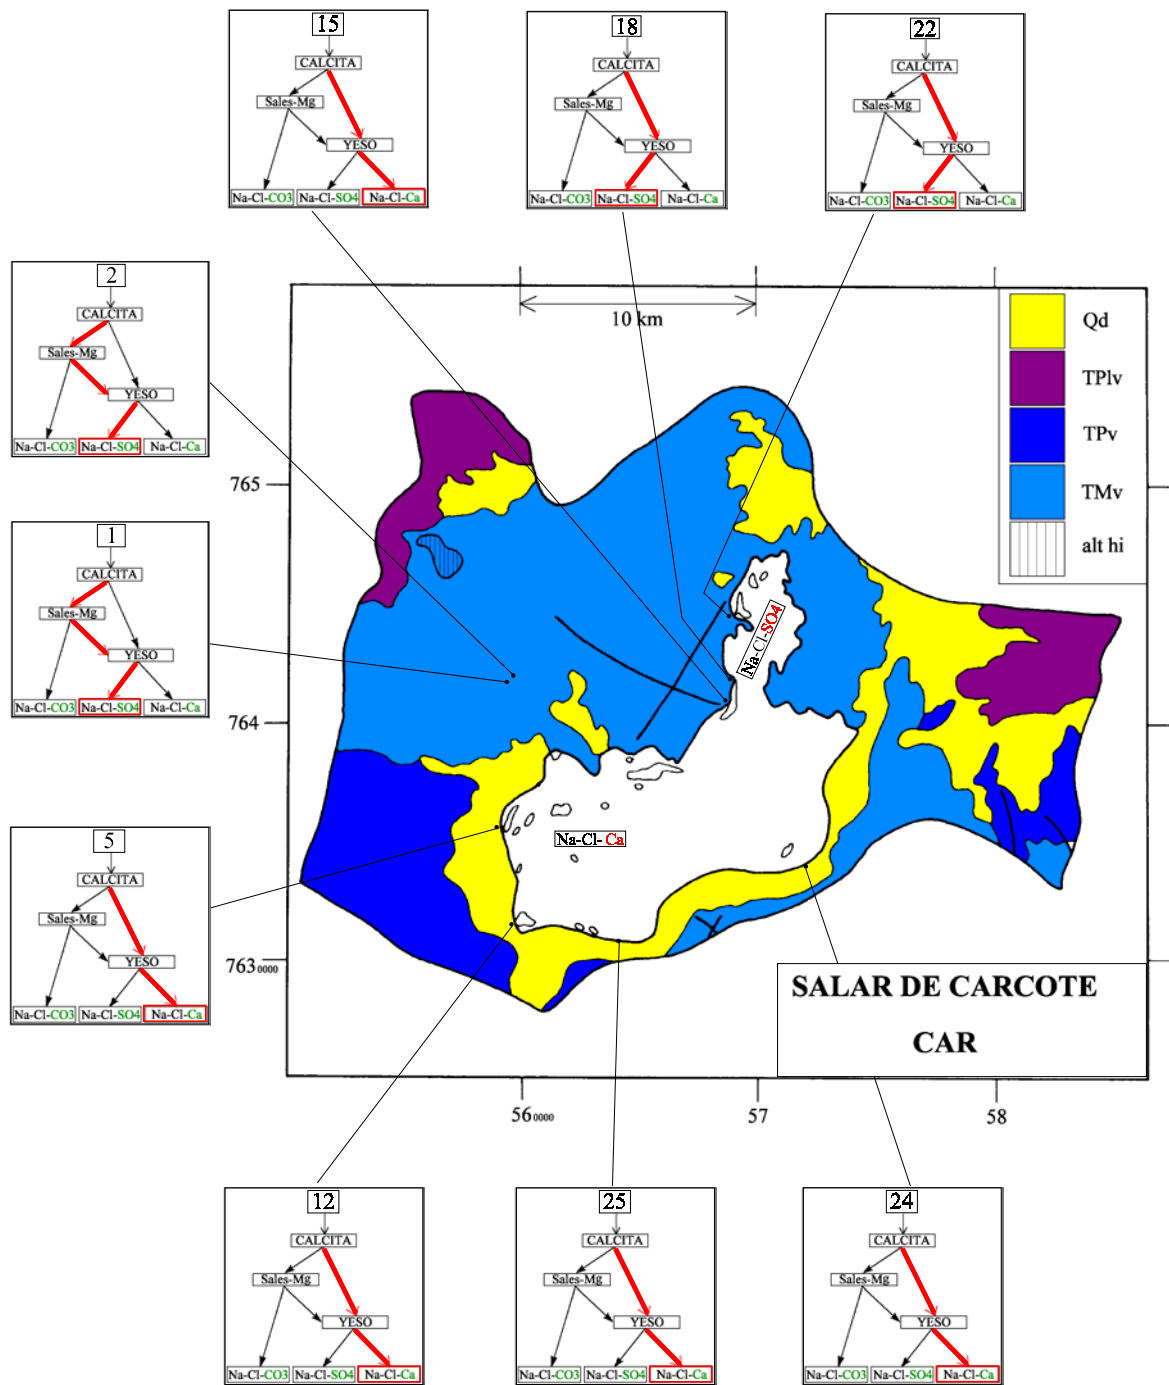 15
CALCITA
Sales-Mg
YESO
Na-Cl-CO3 Na-Cl-SO4 Na-Cl-Ca
18
CALCITA
Sales-Mg
YESO
Na-Cl-CO3 Na-Cl-SO4 Na-Cl-Ca
22
CALCITA
Sales-Mg
YESO
Na-Cl-CO3 Na-Cl-SO4 Na-Cl-Ca
2
CALCITA
Sales-Mg
YESO
Na-Cl-CO3 Na-Cl-SO4 Na-Cl-Ca
1
CALCITA
Sales-Mg
YESO
Na-Cl-CO3 Na-Cl-SO4 Na-Cl-Ca
5
CALCITA
Sales-Mg
YESO
Na-Cl-CO3 Na-Cl-SO4 Na-Cl-Ca
10 km
Qd
TPlv
TPv
TMv
alt hi
765
764
763 0000
Na-Cl-SO4
Na-Cl- Ca
SALAR DE CARCOTE
CAR
56 0000
57
58
12
CALCITA
Sales-Mg
YESO
Na-Cl-CO3 Na-Cl-SO4 Na-Cl-Ca
25
CALCITA
Sales-Mg
YESO
Na-Cl-CO3 Na-Cl-SO4 Na-Cl-Ca
24
CALCITA
Sales-Mg
YESO
Na-Cl-CO3 Na-Cl-SO4 Na-Cl-Ca